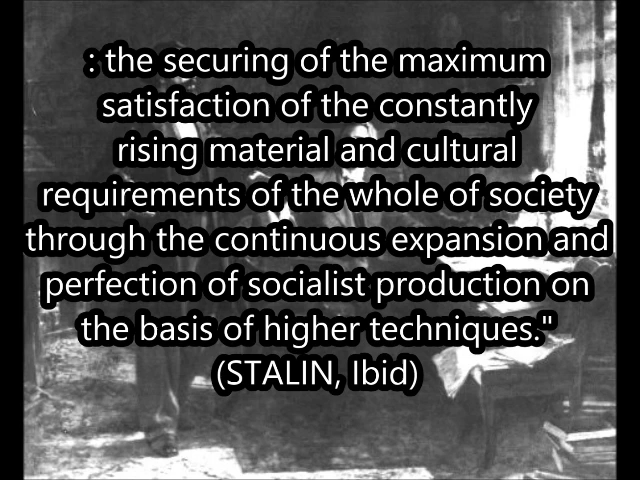 : the securing of the maximum
satisfaction of the constantly
rising material and cultural
requirements of the whole of society
through the continuous expansion and
perfection of socialist production on
the basis of higher techniques."
(STALIN, Ibid)